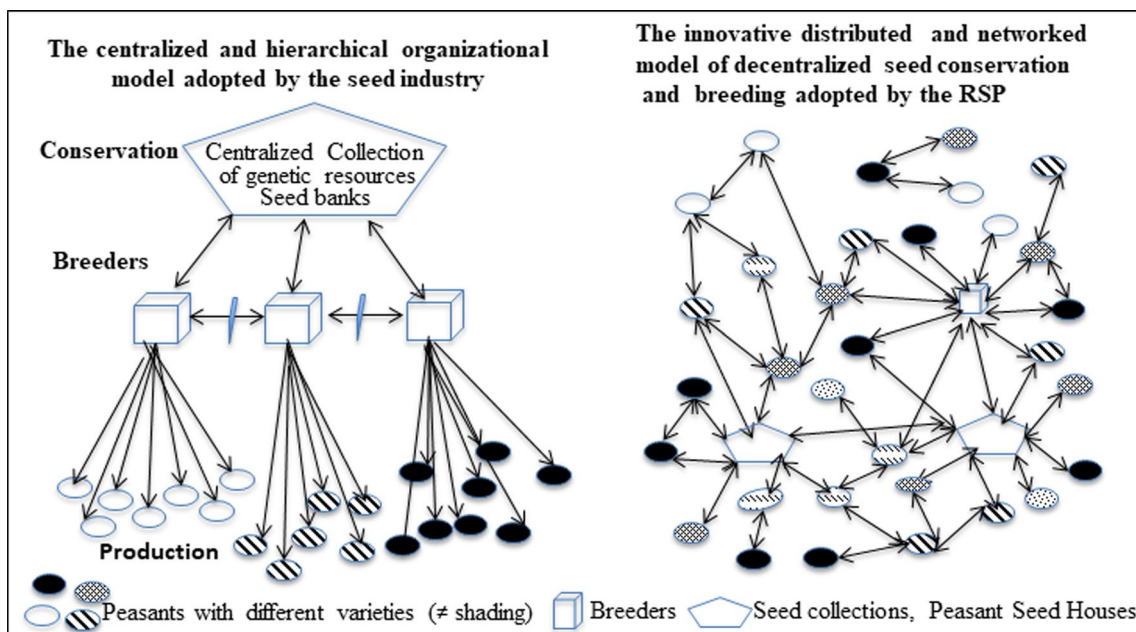 The centralized and hierarchical organizational
model adopted by the seed industry
Conservation
Centralized Collection
of genetic resources
Seed banks
Breeders
Production
The innovative distributed and networked
model of decentralized seed conservation
and breeding adopted by the RSP
Peasants with different varieties (≠ shading)
Breeders
Seed collections, Peasant Seed Houses